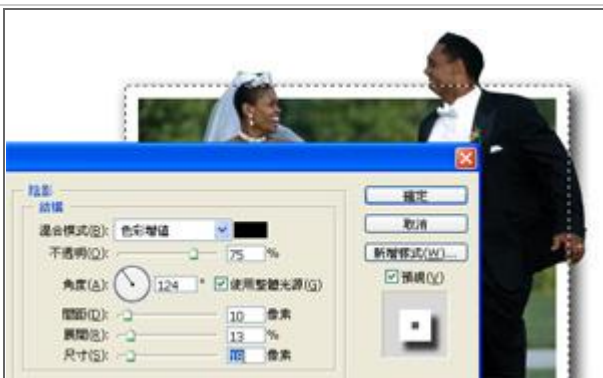 陰影
結構
混合模式(B): 色彩增值
不透明(O): 75 %
角度(A): 124 ° 使用整體光源(G)
間距(D): 10 像素
展開(R): 13 %
尺寸(S): 18 像素
確定
取消
新增樣式(W)...
預視(V)